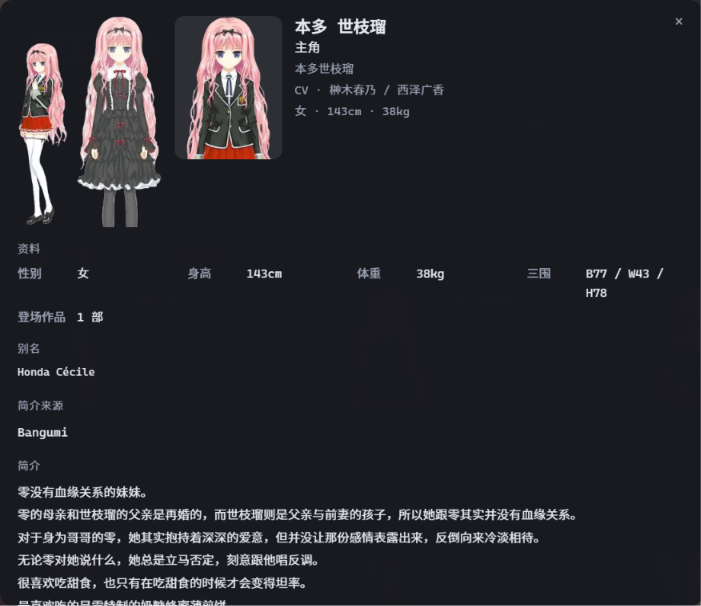 本多 世枝瑠
×
主角
本多世枝瑠
CV · 榊木春乃 / 西泽广香
女 · 143cm · 38kg
资料
性别 女 身高 143cm 体重 38kg 三围 B77 / W43 /
H78
登场作品 1 部
别名
Honda Cécile
简介来源
Bangumi
简介
零没有血缘关系的妹妹。
零的母亲和世枝瑠的父亲是再婚的，而世枝瑠则是父亲与前妻的孩子，所以她跟零其实并没有血缘关系。
对于身为哥哥的零，她其实抱持着深深的爱意，但并没让那份感情表露出来，反倒向来冷淡相待。
无论零对她说什么，她总是立马否定，刻意跟他唱反调。
很喜欢吃甜食，也只有在吃甜食的时候才会变得坦率。